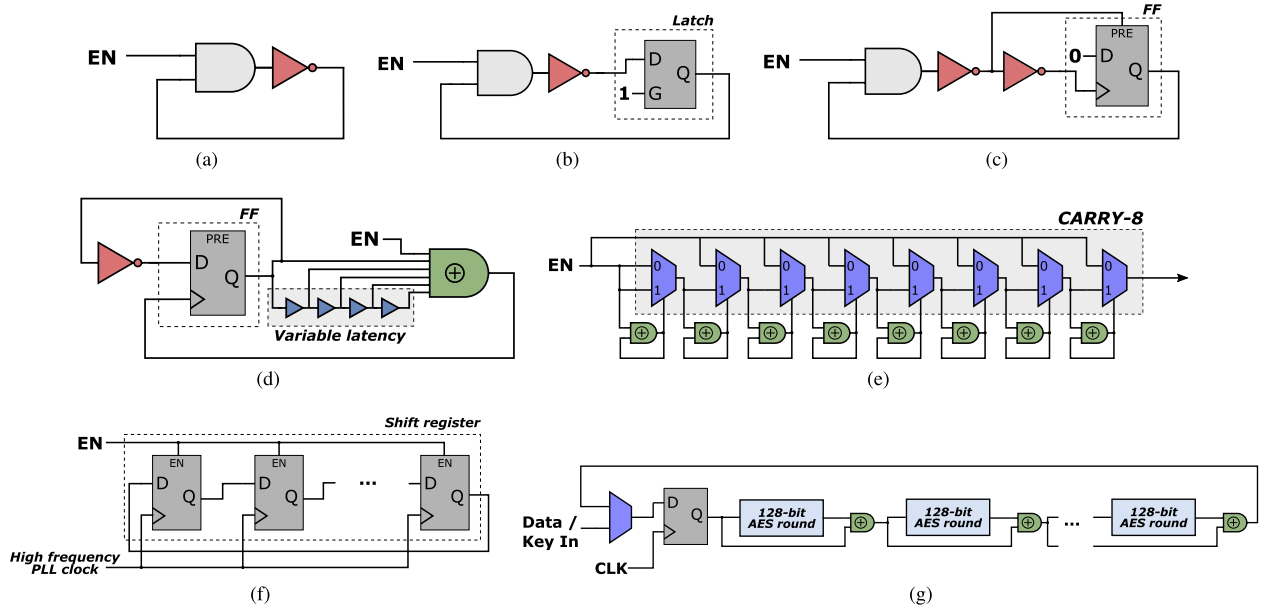 EN
(a)
Latch
EN
D
Q
1
G
(b)
FF
EN
PRE
0
D
Q
(c)
FF
PRE
D
Q
EN
Variable latency
(d)
CARRY-8
EN
0
1
0
1
0
1
0
1
0
1
0
1
0
1
0
1
(e)
Shift register
EN
EN
D
Q
EN
D
Q
...
EN
D
Q
High frequency
PLL clock
(f)
Data /
Key In
CLK
D
Q
128-bit
AES round
128-bit
AES round
...
128-bit
AES round
(g)